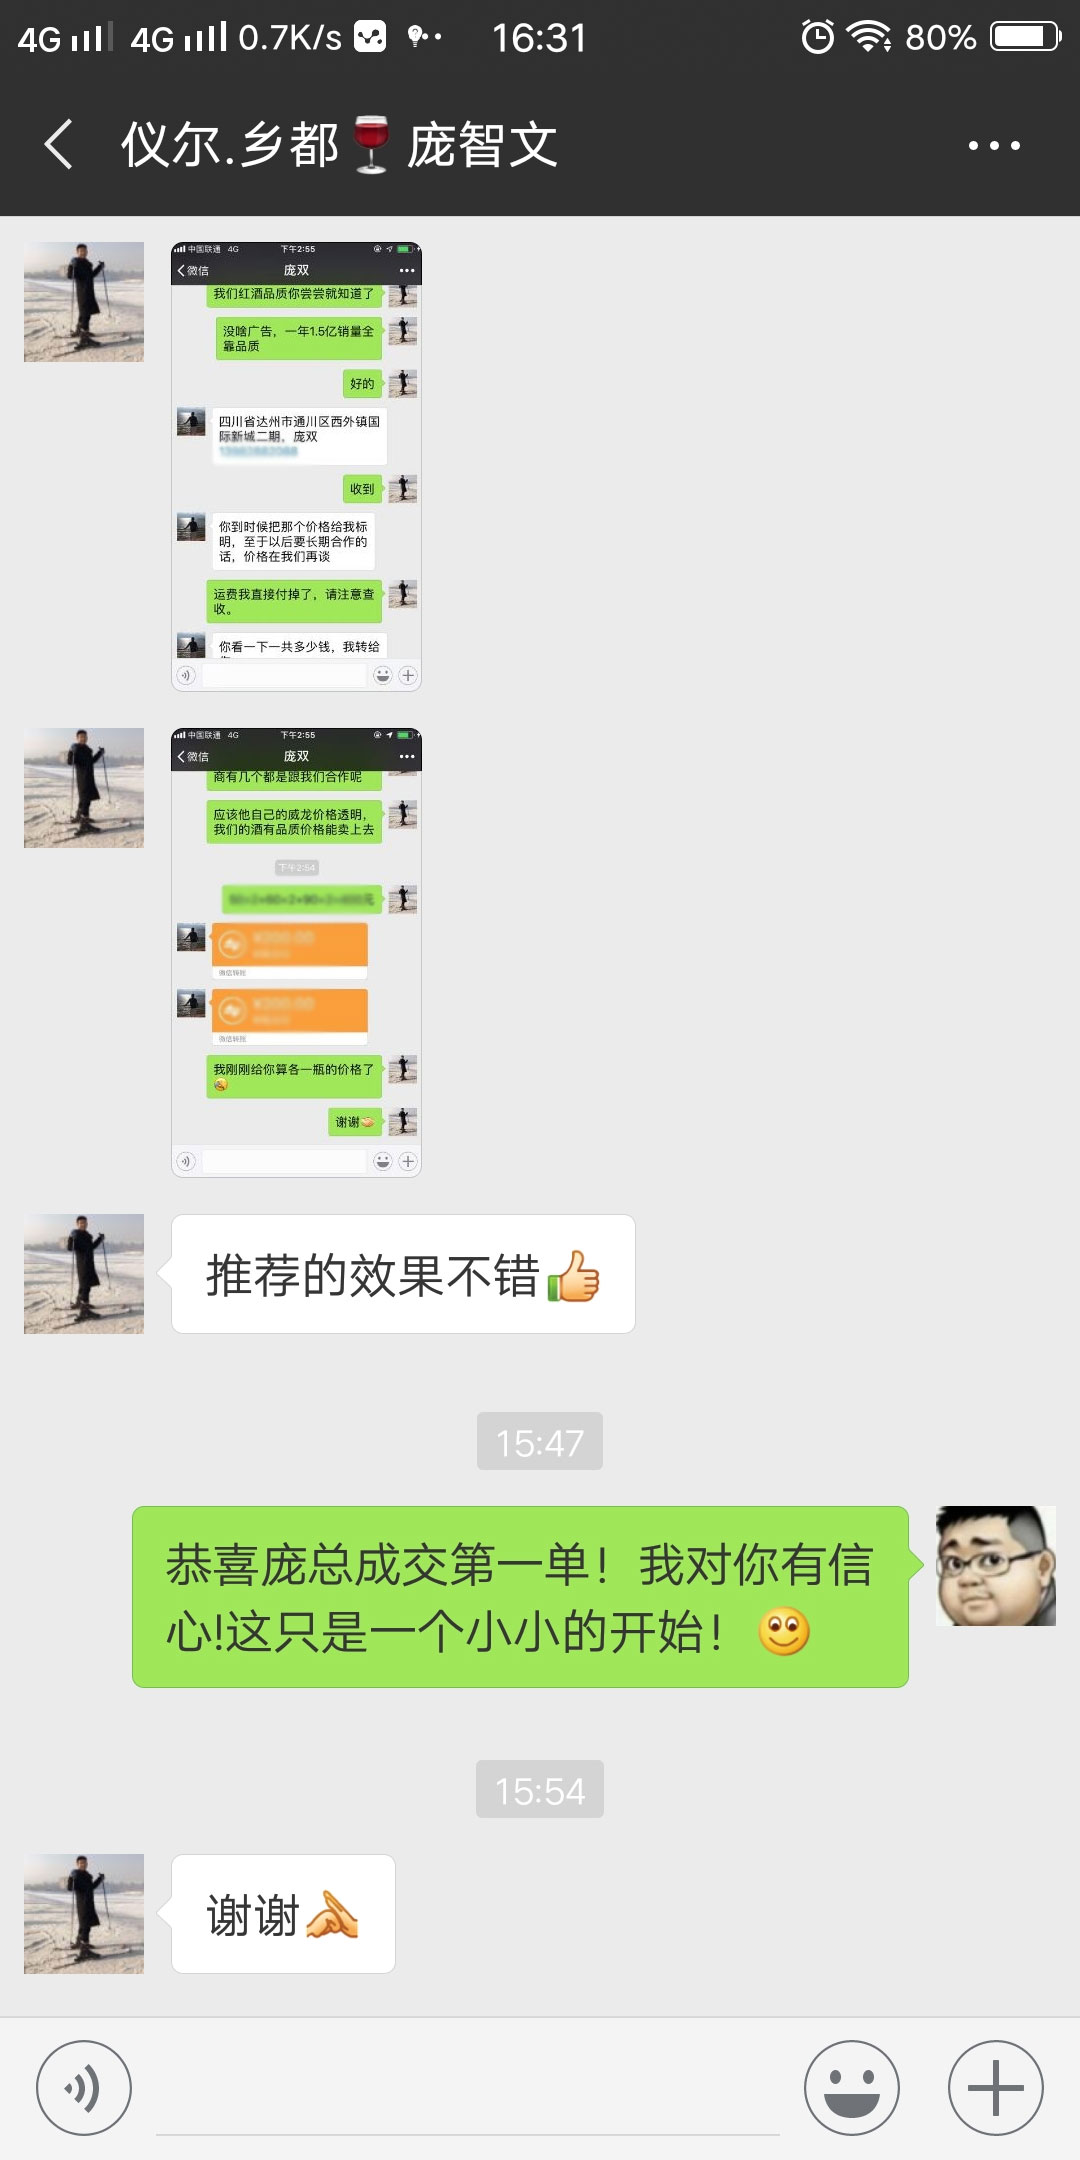 4G 4G 0.7K/s 16:31 80%
仪尔.乡都🍷庞智文
中国联通 4G 下午2:55
微信 庞双
我们红酒品质你尝尝就知道了
没啥广告，一年1.5亿销量全
靠品质
好的
四川省达州市通川区西外镇国
际新城二期，庞双
收到
你到时候把那个价格给我标
明，至于以后要长期合作的
话，价格在我们再谈
运费我直接付掉了，请注意查
收。
你看一下一共多少钱，我转给
中国联通 4G 下午2:55
微信 庞双
商有几个都是跟我们合作呢
应该他自己的威龙价格透明，
我们的酒有品质价格能卖上去
下午2:54
微信转账
微信转账
我刚刚给你算各一瓶的价格了
谢谢
推荐的效果不错👍
15:47
恭喜庞总成交第一单！我对你有信
心!这只是一个小小的开始！🙂
15:54
谢谢🙏